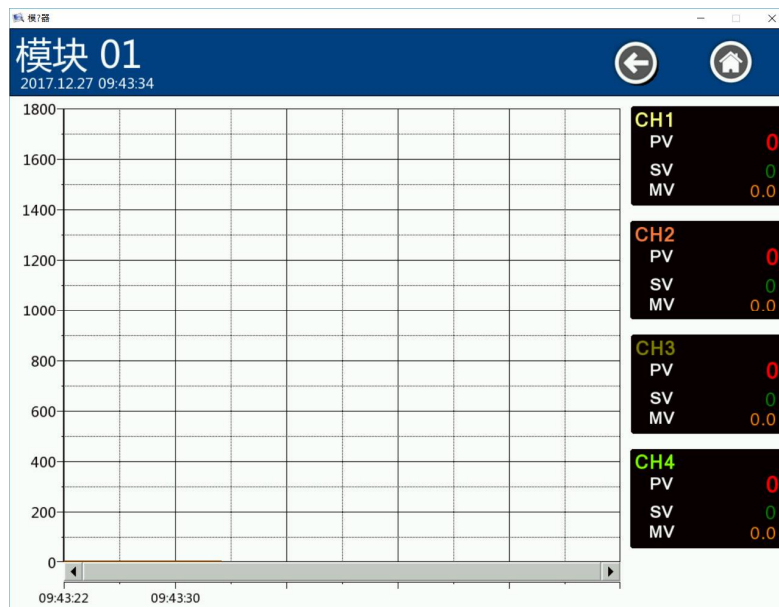 模?器
模块 01
2017.12.27 09:43:34
1800
1600
1400
1200
1000
800
600
400
200
0
09:43:22 09:43:30
CH1
PV 0
SV 0
MV 0.0
CH2
PV 0
SV 0
MV 0.0
CH3
PV 0
SV 0
MV 0.0
CH4
PV 0
SV 0
MV 0.0